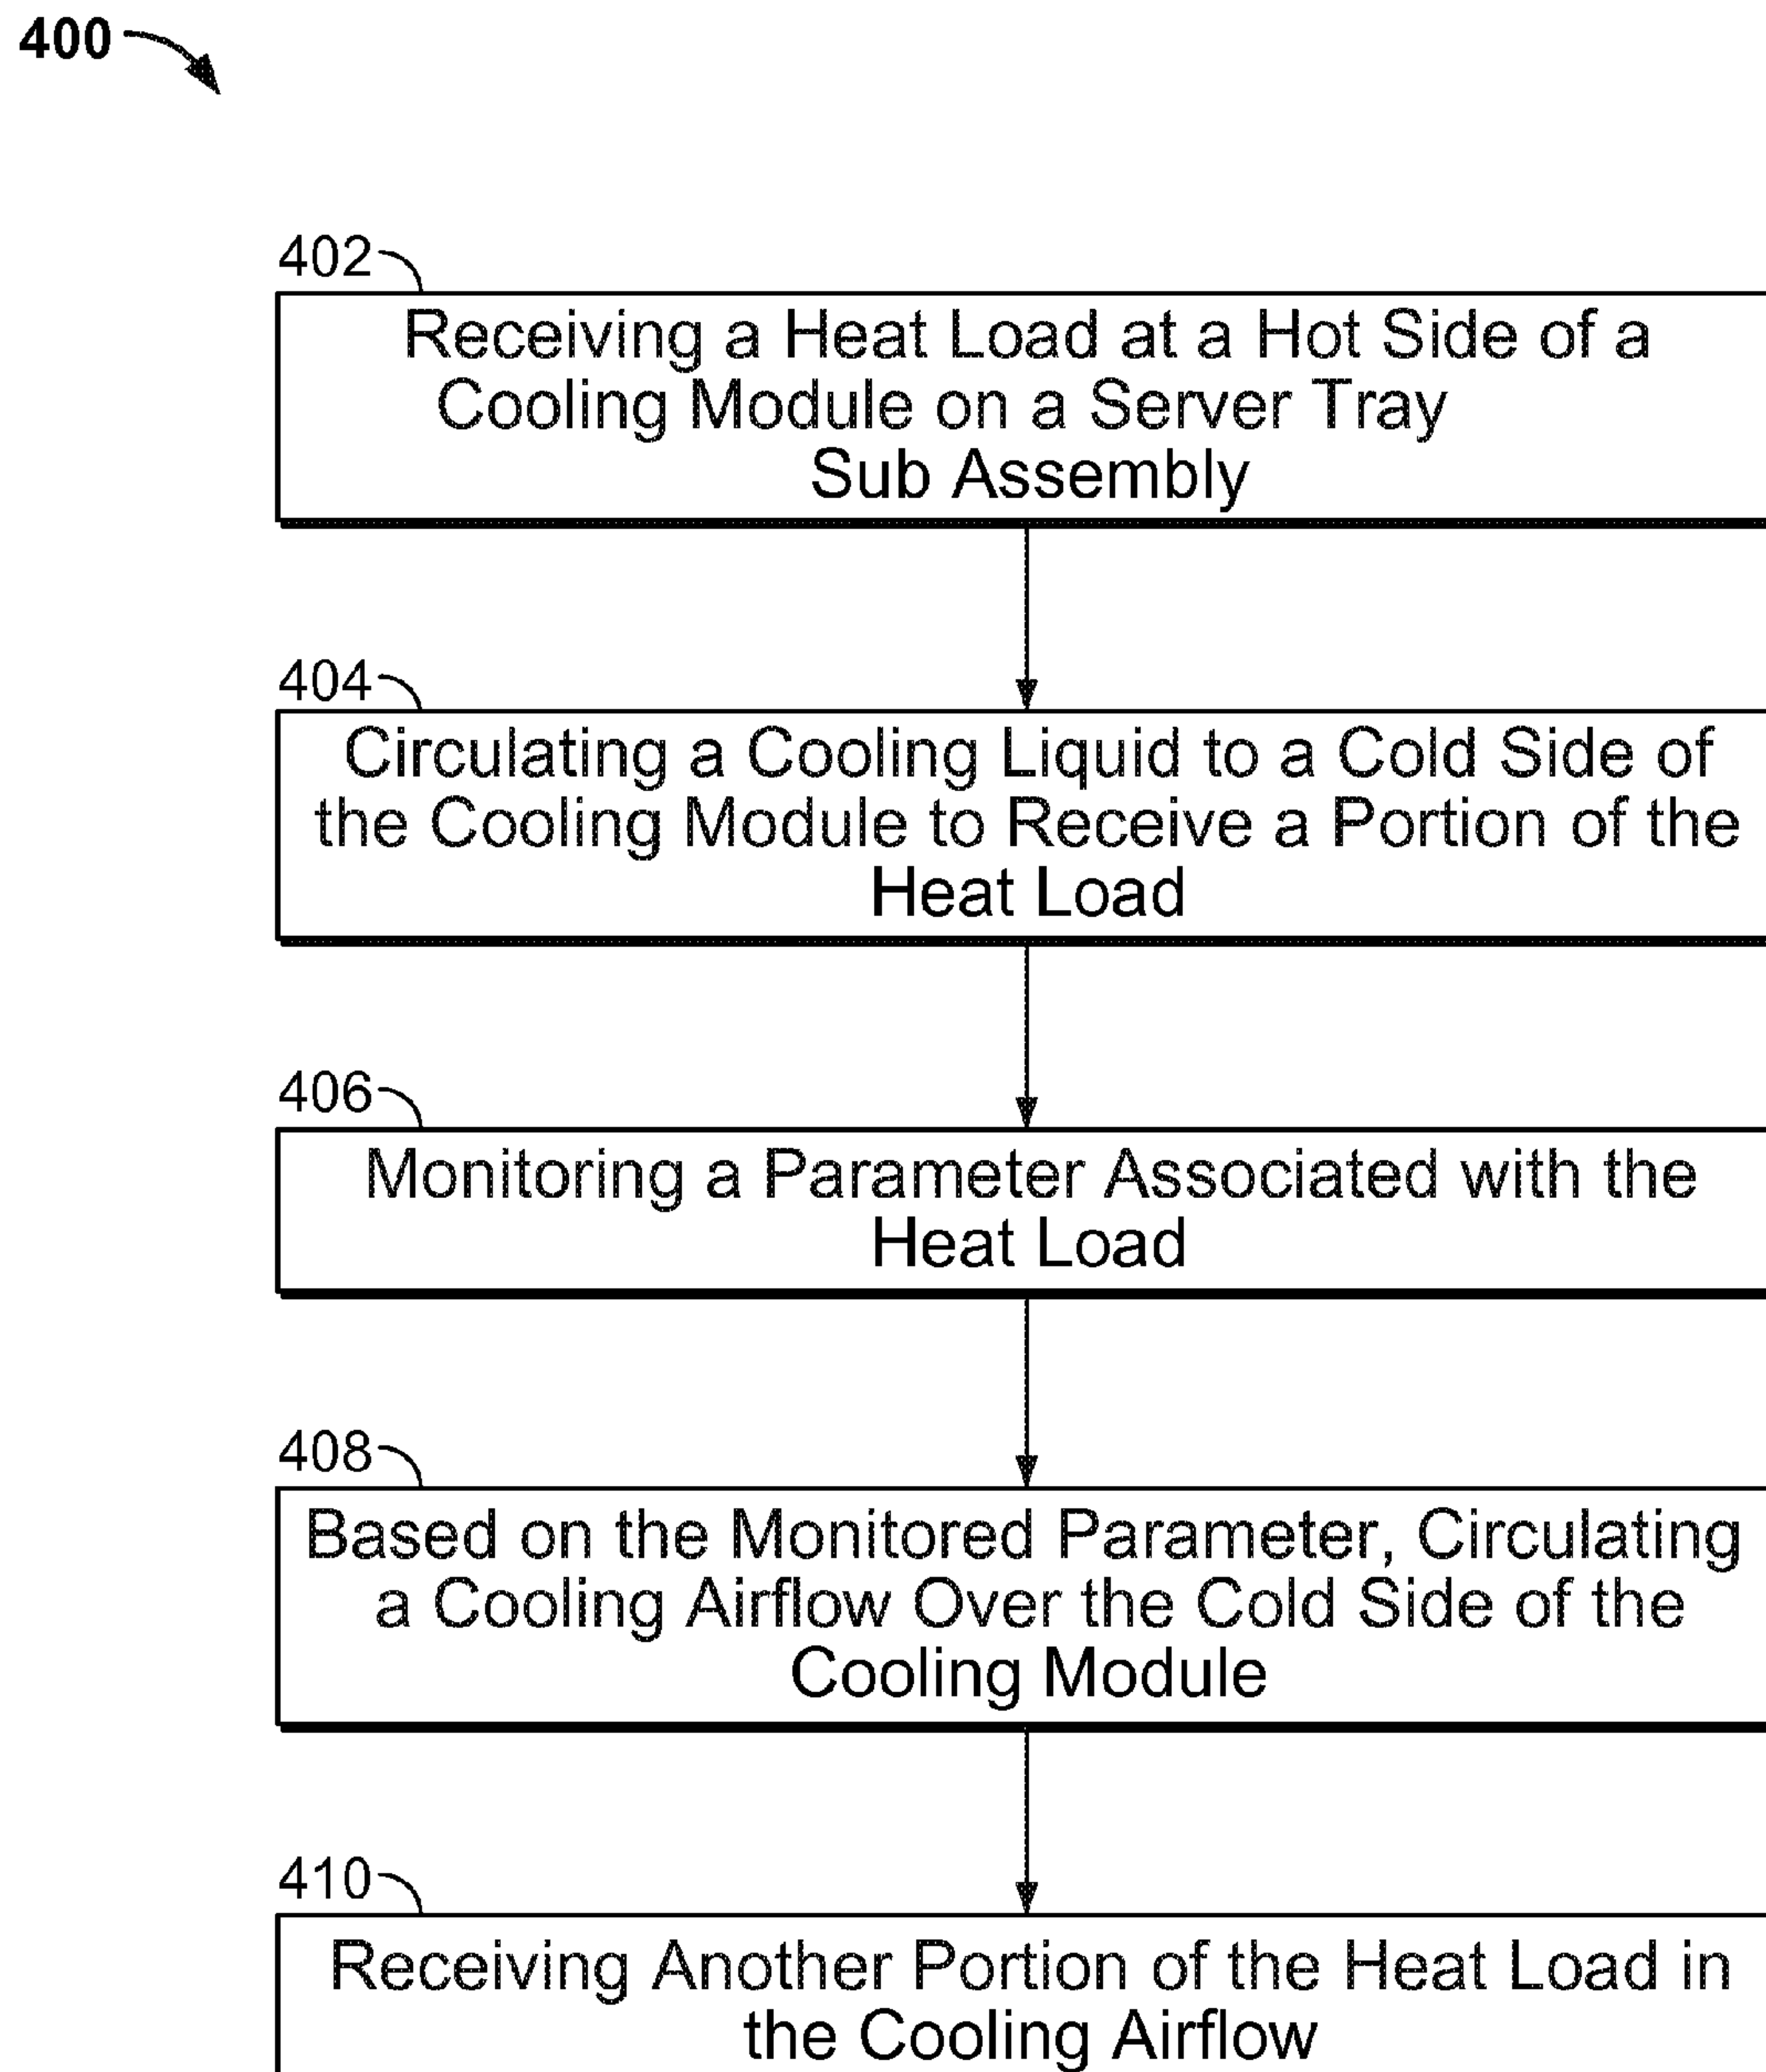 400
402
Receiving a Heat Load at a Hot Side of a
Cooling Module on a Server Tray
Sub Assembly
404
Circulating a Cooling Liquid to a Cold Side of
the Cooling Module to Receive a Portion of the
Heat Load
406
Monitoring a Parameter Associated with the
Heat Load
408
Based on the Monitored Parameter, Circulating
a Cooling Airflow Over the Cold Side of the
Cooling Module
410
Receiving Another Portion of the Heat Load in
the Cooling Airflow